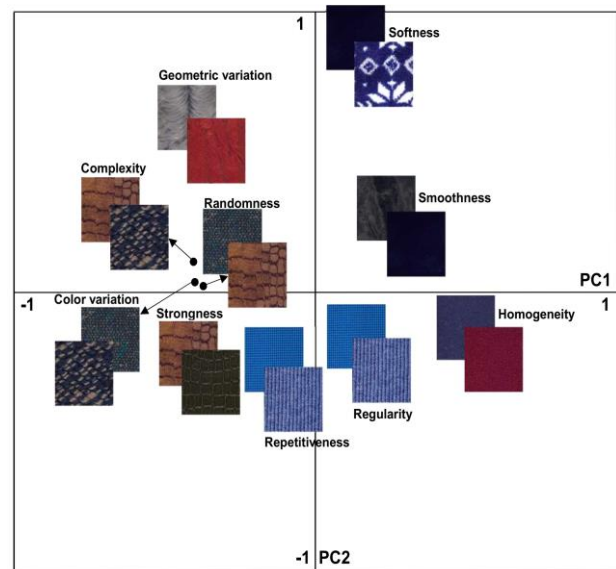 1
Softness
Geometric variation
Complexity
Smoothness
Randomness
PC1
-1
1
Color variation
Strongness
Homogeneity
Regularity
Repetitiveness
-1 PC2